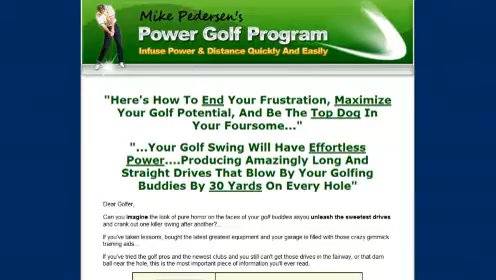 Mike Pedersen's
Power Golf Program
Infuse Power & Distance Quickly And Easily
"Here's How To End Your Frustration, Maximize
Your Golf Potential, And Be The Top Dog In
Your Foursome..."
"...Your Golf Swing Will Have Effortless
Power....Producing Amazingly Long And
Straight Drives That Blow By Your Golfing
Buddies By 30 Yards On Every Hole"
Dear Golfer,
Can you imagine the look of pure horror on the faces of your golf buddies as you unleash the sweetest drives
and crank out one killer swing after another?...
If you've taken lessons, bought the latest greatest equipment and your garage is filled with those crazy gimmick
training aids...
If you've tried the golf pros and the newest clubs and you still can't get those drives in the fairway, or that darn
ball near the hole, this is the most important piece of information you'll ever read.